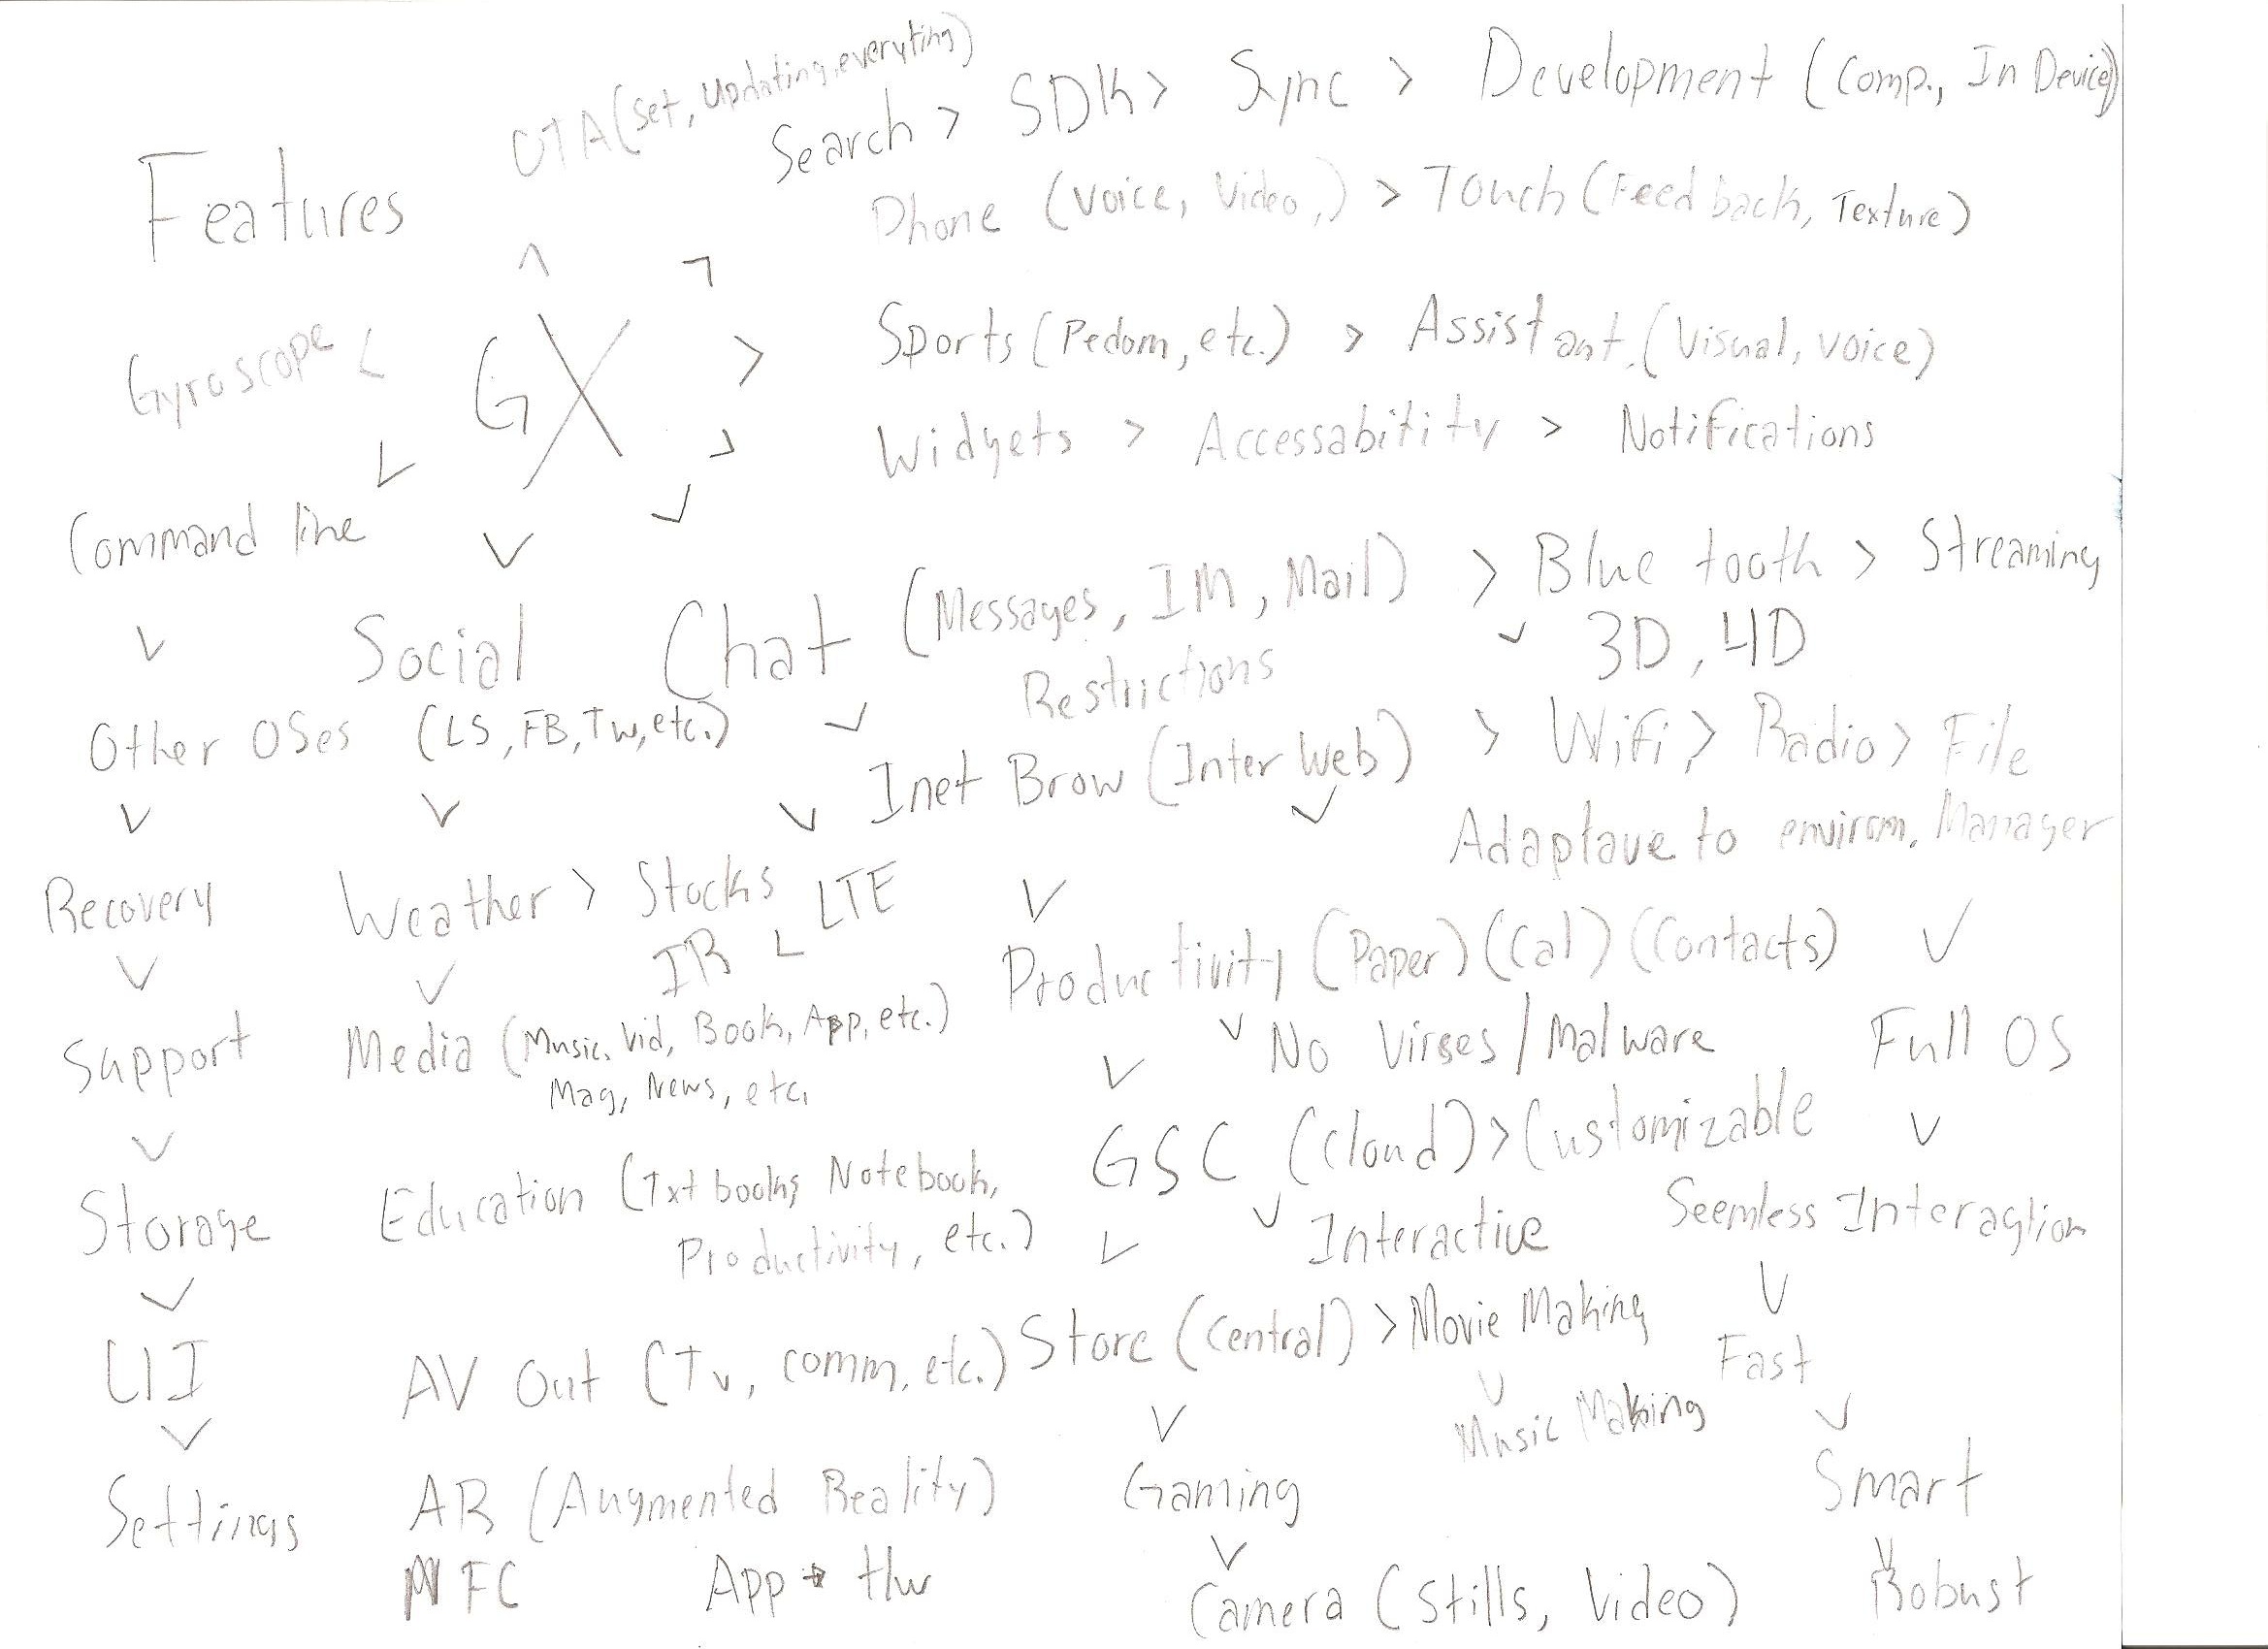 OTA (Set, Updating, everyting)
Search > SDK > Sync > Development (Comp., In Device)
Features
Phone (Voice, Video,) > Touch (Feed back, Texture)
Gyroscope <
GX
> Sports (Pedom, etc.) > Assistant. (Visual, Voice)
Widgets > Accessabitity > Notifications
Command line
Social
Chat (Messages, IM, Mail) > Blue tooth > Streaming
3D, 4D
Restrictions
Other OSes (LS, FB, Tw, etc.)
Inet Brow (Inter Web) > Wifi > Radio > File
Manager
Adaptave to envirom.
Recovery
Weather > Stocks
LTE
IR
Productivity (Paper) (Cal) (Contacts)
Support
Media (Music, Vid, Book, App, etc.)
Mag, News, etc.
No Virses / Malware
Full OS
GSC (Cloud) > Customizable
Storage
Education (Txt books, Notebook,
Productivity, etc.)
Interactive
Seemless Interagtion
UI
AV Out (Tv, comm, etc.)
Store (Central) > Movie Making
Fast
Music Making
Settings
AR (Augmented Reality)
Gaming
Smart
NFC
App + Hw
Camera (Stills, Video)
Robust